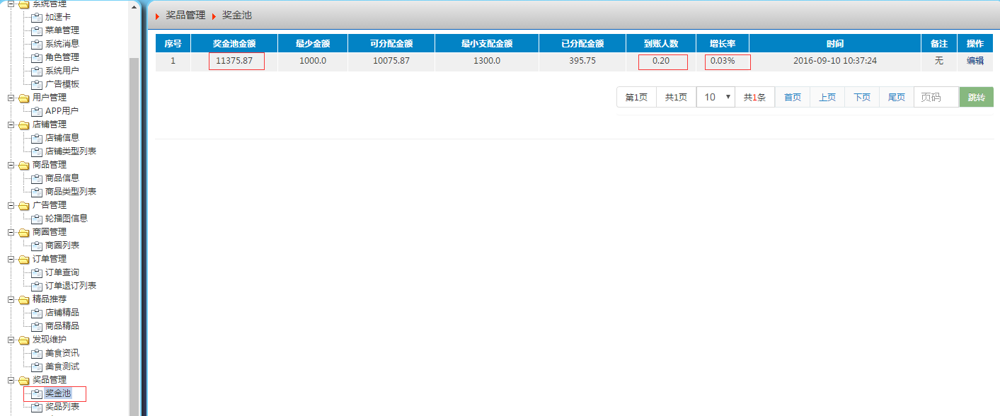 系统管理
加速卡
菜单管理
系统消息
角色管理
系统用户
广告模板
用户管理
APP用户
店铺管理
店铺信息
店铺类型列表
商品管理
商品信息
商品类型列表
广告管理
轮播图信息
商圈管理
商圈列表
订单管理
订单查询
订单退订列表
精品推荐
店铺精品
商品精品
发现维护
美食资讯
美食测试
奖品管理
奖金池
奖品列表
奖品管理 奖金池
序号 奖金池金额 最少金额 可分配金额 最小支配金额 已分配金额 到账人数 增长率 时间 备注 操作
1 11375.87 1000.0 10075.87 1300.0 395.75 0.20 0.03% 2016-09-10 10:37:24 无 编辑
第1页 共1页 10 共1条 首页 上页 下页 尾页 页码 跳转